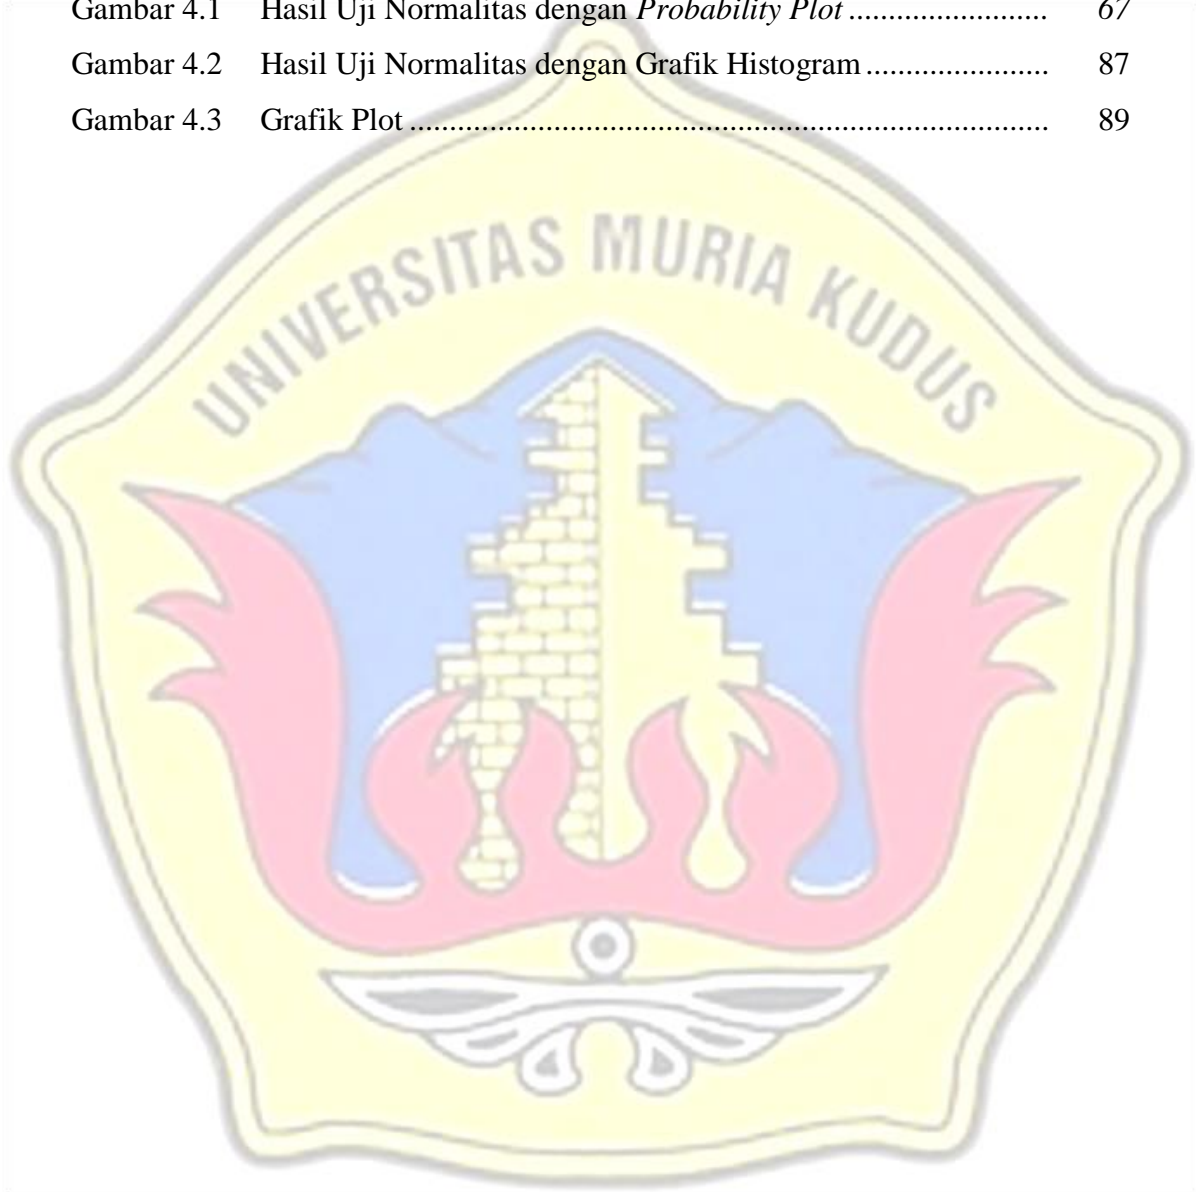 Gambar 4.1 Hasil Uji Normalitas dengan Probability Plot ......................... 67
Gambar 4.2 Hasil Uji Normalitas dengan Grafik Histogram ....................... 87
Gambar 4.3 Grafik Plot ................................................................................ 89
UNIVERSITAS MURIA KUDUS